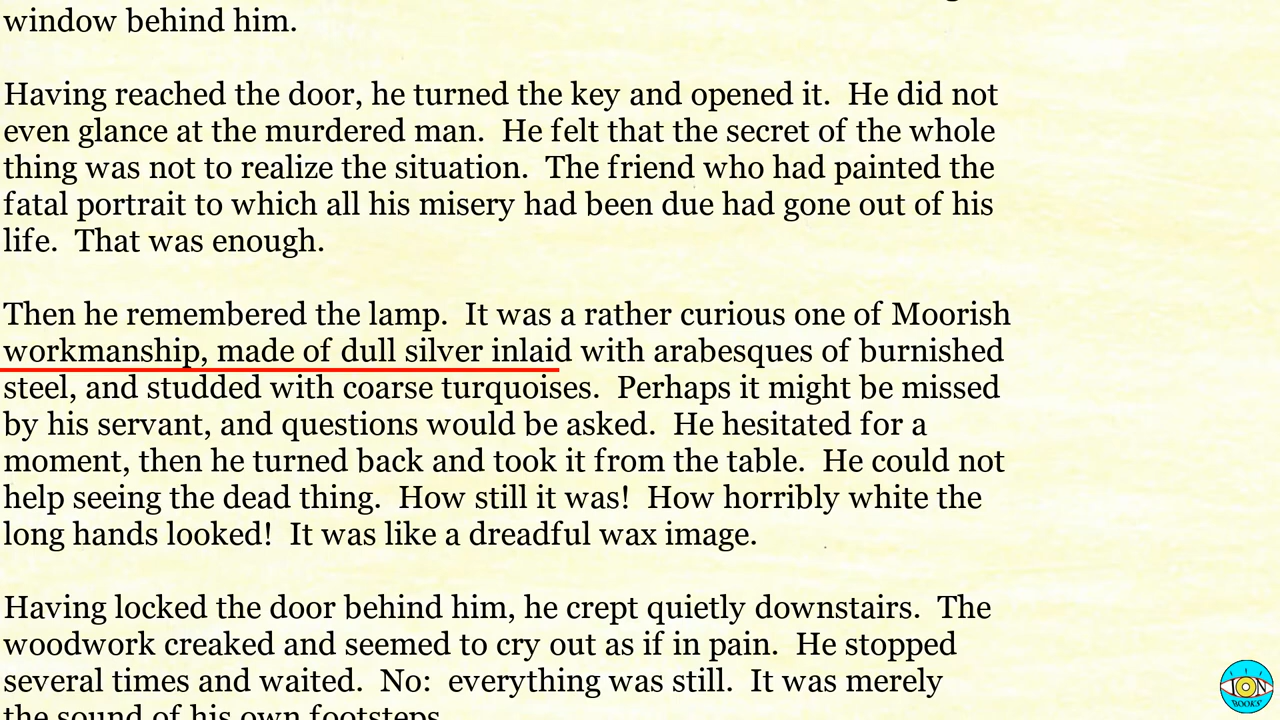 window behind him.
Having reached the door, he turned the key and opened it.  He did not
even glance at the murdered man.  He felt that the secret of the whole
thing was not to realize the situation.  The friend who had painted the
fatal portrait to which all his misery had been due had gone out of his
life.  That was enough.
Then he remembered the lamp.  It was a rather curious one of Moorish
workmanship, made of dull silver inlaid with arabesques of burnished
steel, and studded with coarse turquoises.  Perhaps it might be missed
by his servant, and questions would be asked.  He hesitated for a
moment, then he turned back and took it from the table.  He could not
help seeing the dead thing.  How still it was!  How horribly white the
long hands looked!  It was like a dreadful wax image.
Having locked the door behind him, he crept quietly downstairs.  The
woodwork creaked and seemed to cry out as if in pain.  He stopped
several times and waited.  No:  everything was still.  It was merely
the sound of his own footsteps.
ION
BOOKS